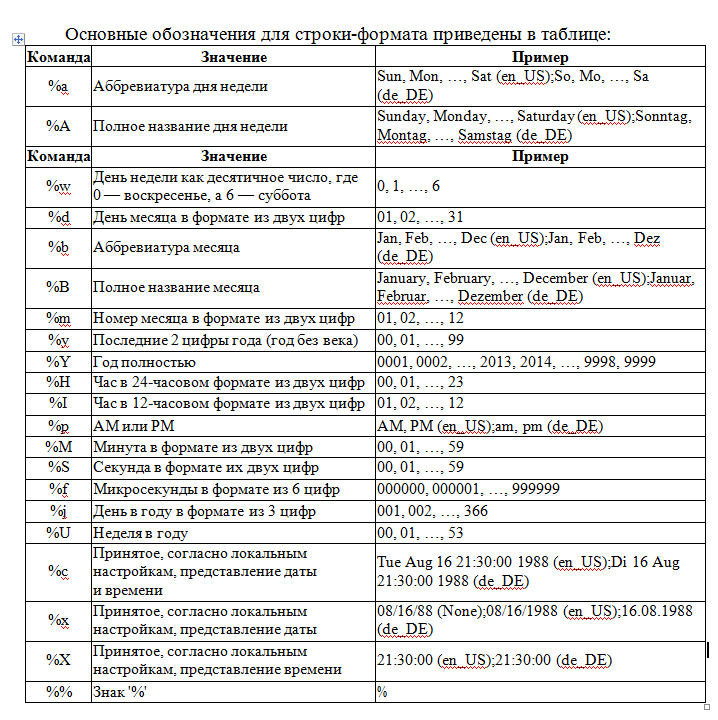 Основные обозначения для строки-формата приведены в таблице:
Команда Значение Пример
%a Аббревиатура дня недели Sun, Mon, …, Sat (en_US);So, Mo, …, Sa
(de_DE)
%A Полное название дня недели Sunday, Monday, …, Saturday (en_US);Sonntag,
Montag, …, Samstag (de_DE)
Команда Значение Пример
%w День недели как десятичное число, где
0 — воскресенье, а 6 — суббота 0, 1, …, 6
%d День месяца в формате из двух цифр 01, 02, …, 31
%b Аббревиатура месяца Jan, Feb, …, Dec (en_US);Jan, Feb, …, Dez
(de_DE)
%B Полное название месяца January, February, …, December (en_US);Januar,
Februar, …, Dezember (de_DE)
%m Номер месяца в формате из двух цифр 01, 02, …, 12
%y Последние 2 цифры года (год без века) 00, 01, …, 99
%Y Год полностью 0001, 0002, …, 2013, 2014, …, 9998, 9999
%H Час в 24-часовом формате из двух цифр 00, 01, …, 23
%I Час в 12-часовом формате из двух цифр 01, 02, …, 12
%p AM или PM AM, PM (en_US);am, pm (de_DE)
%M Минута в формате из двух цифр 00, 01, …, 59
%S Секунда в формате их двух цифр 00, 01, …, 59
%f Микросекунды в формате из 6 цифр 000000, 000001, …, 999999
%j День в году в формате из 3 цифр 001, 002, …, 366
%U Неделя в году 00, 01, …, 53
%c Принятое, согласно локальным
настройкам, представление даты
и времени Tue Aug 16 21:30:00 1988 (en_US);Di 16 Aug
21:30:00 1988 (de_DE)
%x Принятое, согласно локальным
настройкам, представление даты 08/16/88 (None);08/16/1988 (en_US);16.08.1988
(de_DE)
%X Принятое, согласно локальным
настройкам, представление времени 21:30:00 (en_US);21:30:00 (de_DE)
%% Знак '%' %